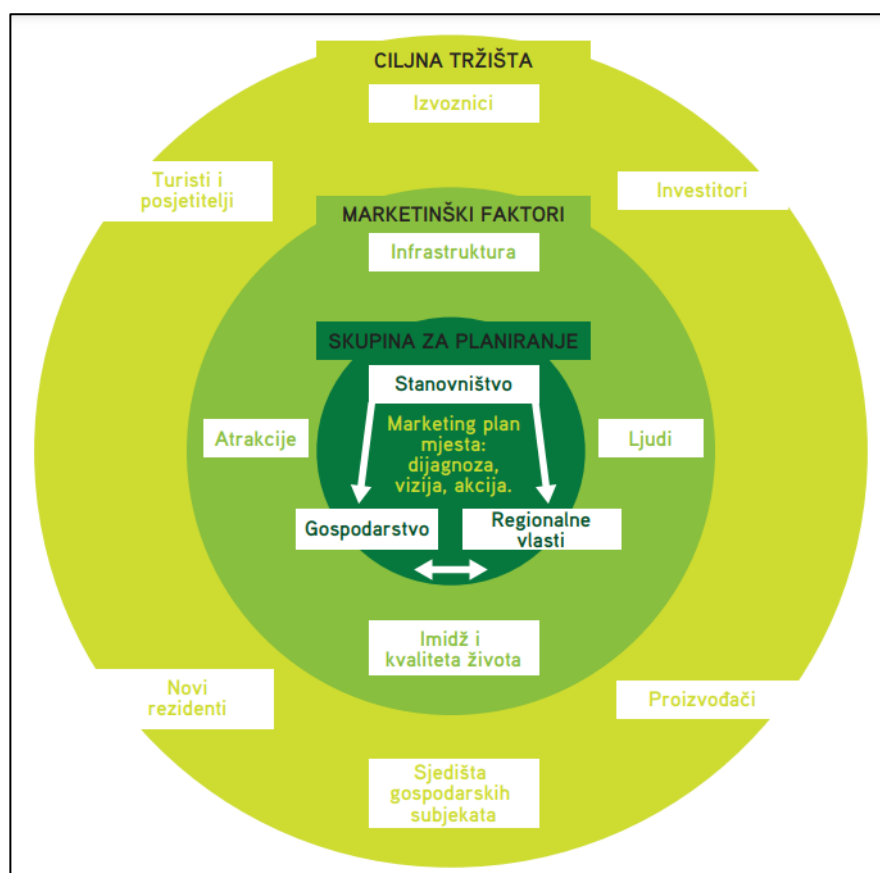 CILJNA TRŽIŠTA
Izvoznici
Turisti i
posjetitelji
Investitori
MARKETINŠKI FAKTORI
Infrastruktura
SKUPINA ZA PLANIRANJE
Stanovništvo
Atrakcije
Marketing plan
mjesta:
dijagnoza,
vizija, akcija.
Ljudi
Gospodarstvo
Regionalne
vlasti
Imidž i
kvaliteta života
Novi
rezidenti
Proizvođači
Sjedišta
gospodarskih
subjekata